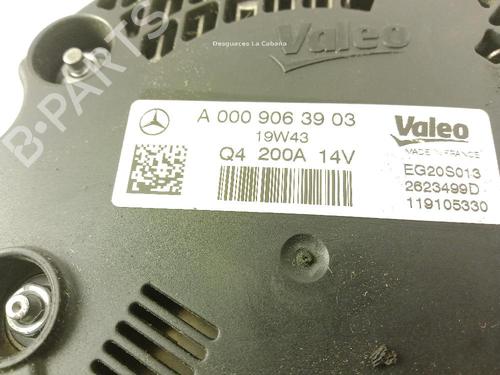 Desguaces La Cabaña
Valeo
A 000 906 39 03
19W43
Q4 200A 14V
Valeo
MADE IN FRANCE
EG20S013
2623499D
119105330
B-PARTS